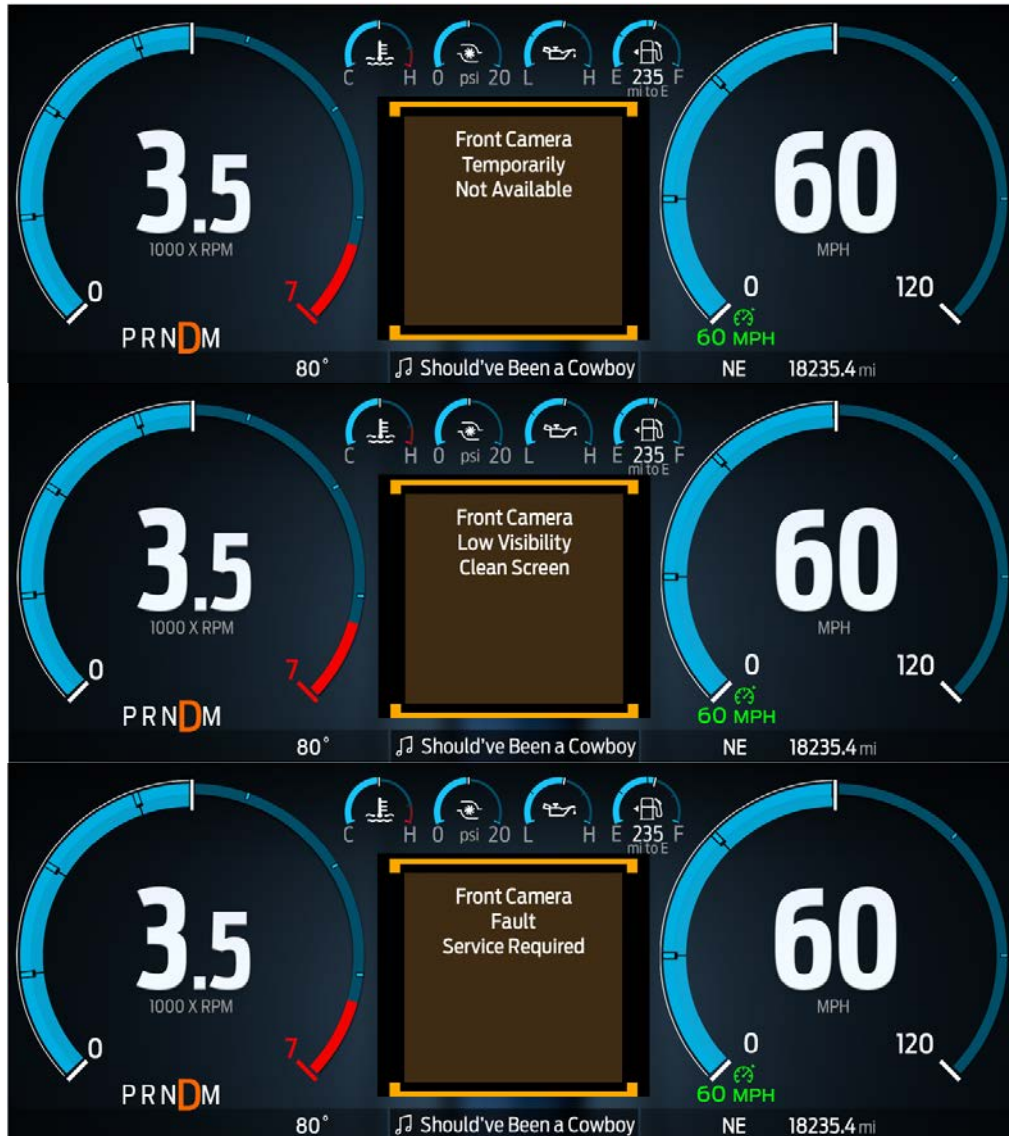 C H 0 psi 20 L H E 235 F
mi to E
Front Camera
Temporarily
Not Available
3.5
1000 X RPM
60
MPH
0 7 0 120
PRNDM
60 MPH
80° Should've Been a Cowboy NE 18235.4 mi
C H 0 psi 20 L H E 235 F
mi to E
Front Camera
Low Visibility
Clean Screen
3.5
1000 X RPM
60
MPH
0 7 0 120
PRNDM
60 MPH
80° Should've Been a Cowboy NE 18235.4 mi
C H 0 psi 20 L H E 235 F
mi to E
Front Camera
Fault
Service Required
3.5
1000 X RPM
60
MPH
0 7 0 120
PRNDM
60 MPH
80° Should've Been a Cowboy NE 18235.4 mi